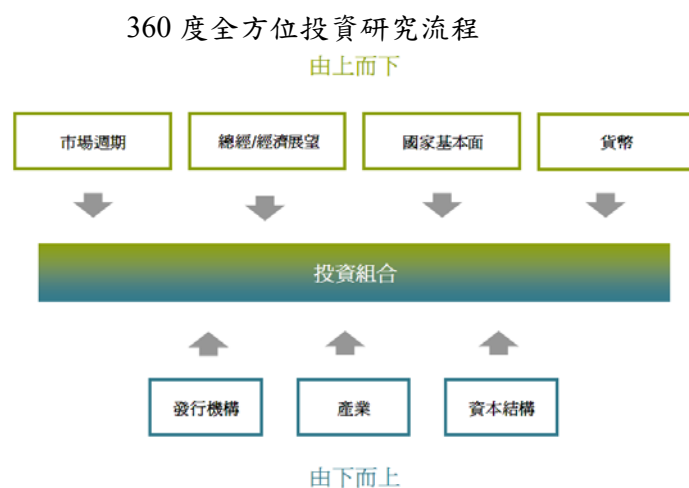 360 度全方位投資研究流程
由上而下
市場週期 總經/經濟展望 國家基本面 貨幣
投資組合
發行機構 產業 資本結構
由下而上